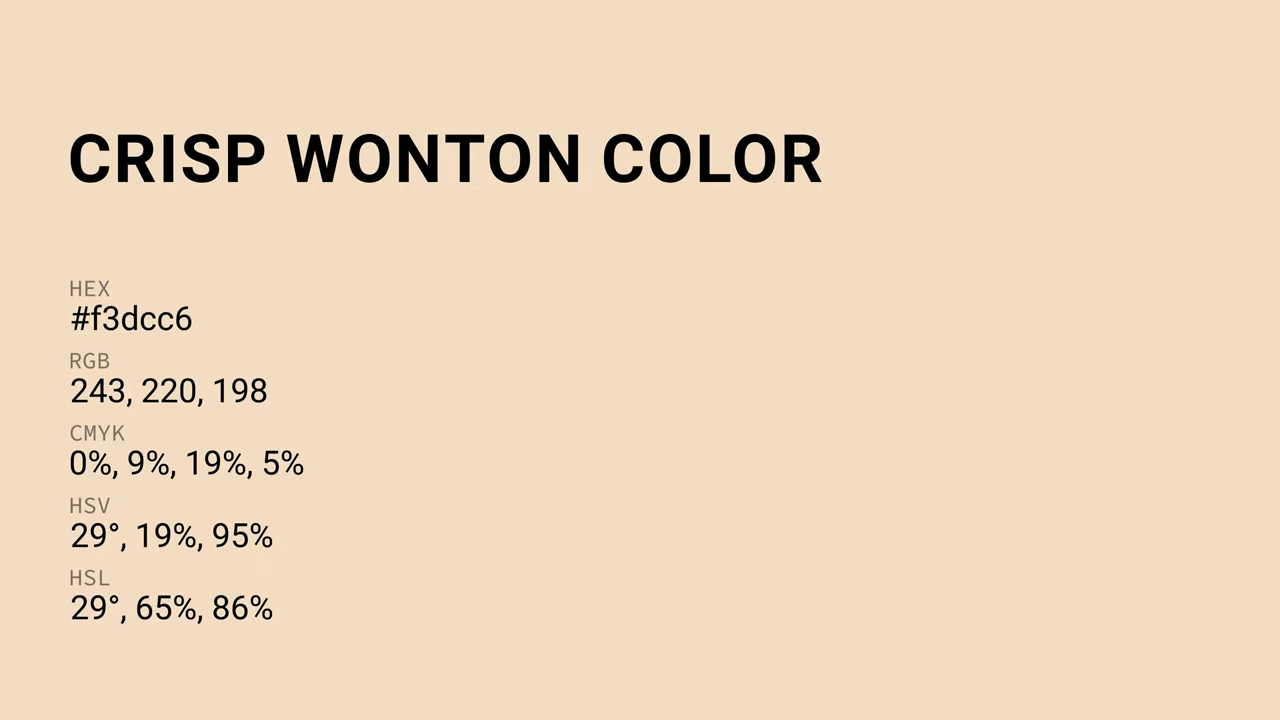 CRISP WONTON COLOR
HEX
#f3dcc6
RGB
243, 220, 198
CMYK
0%, 9%, 19%, 5%
HSV
29°, 19%, 95%
HSL
29°, 65%, 86%